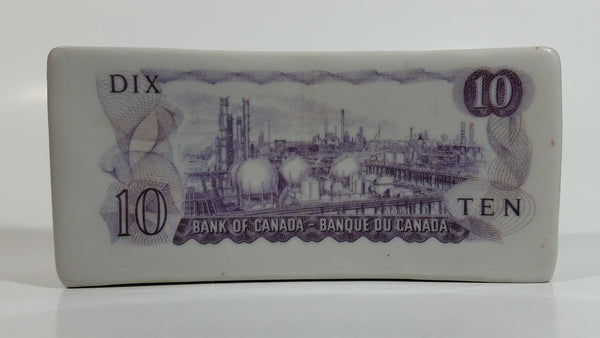 DIX
10
10
TEN
BANK OF CANADA - BANQUE DU CANADA